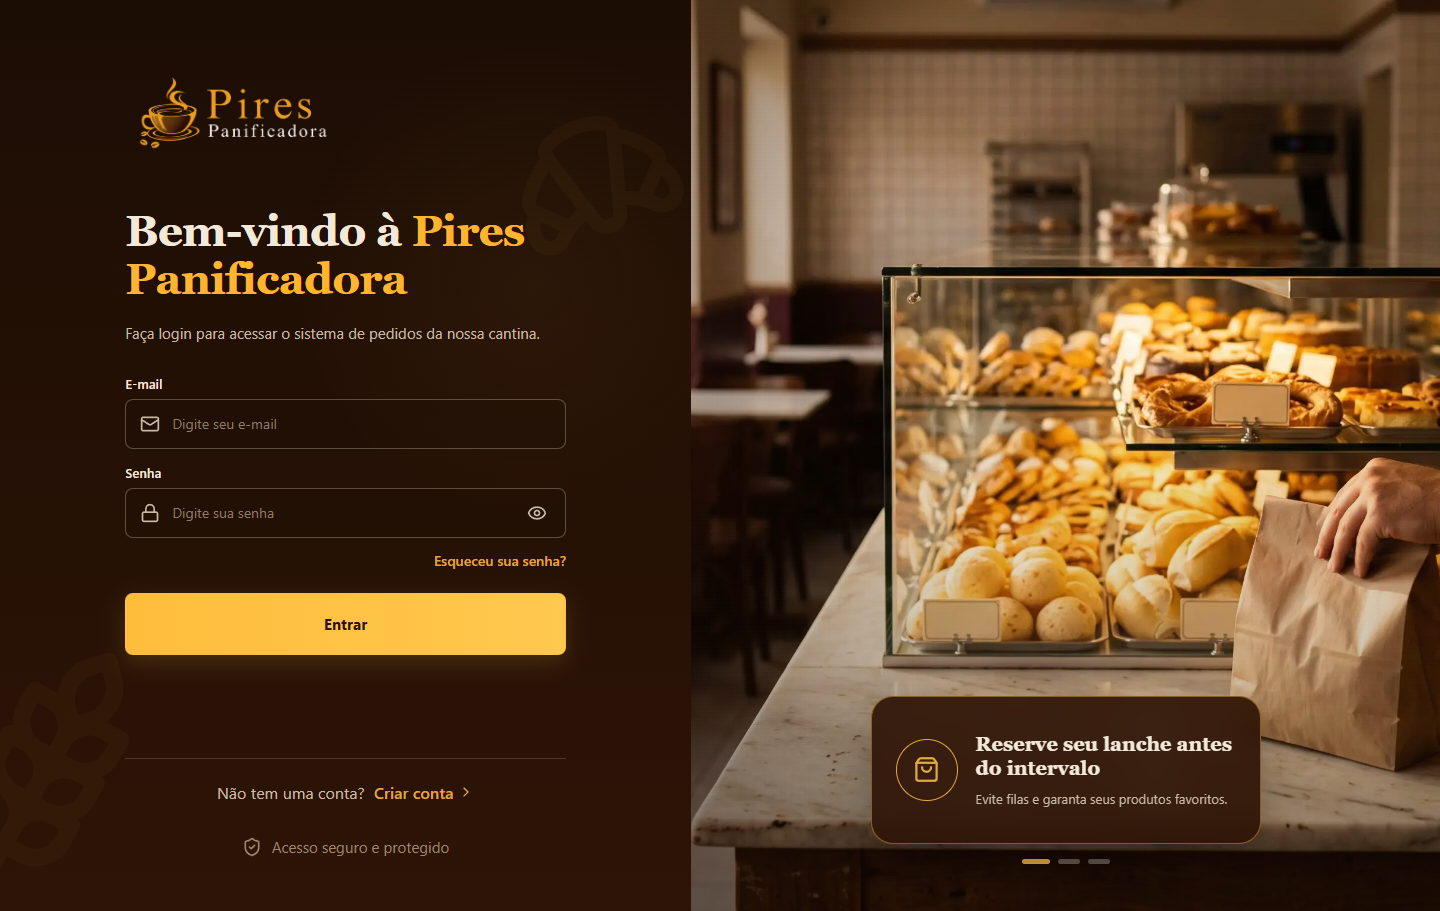 Pires
Panificadora
Bem-vindo à Pires
Panificadora
Faça login para acessar o sistema de pedidos da nossa cantina.
E-mail
Digite seu e-mail
Senha
Digite sua senha
Esqueceu sua senha?
Entrar
Não tem uma conta? Criar conta
Acesso seguro e protegido
Reserve seu lanche antes
do intervalo
Evite filas e garanta seus produtos favoritos.